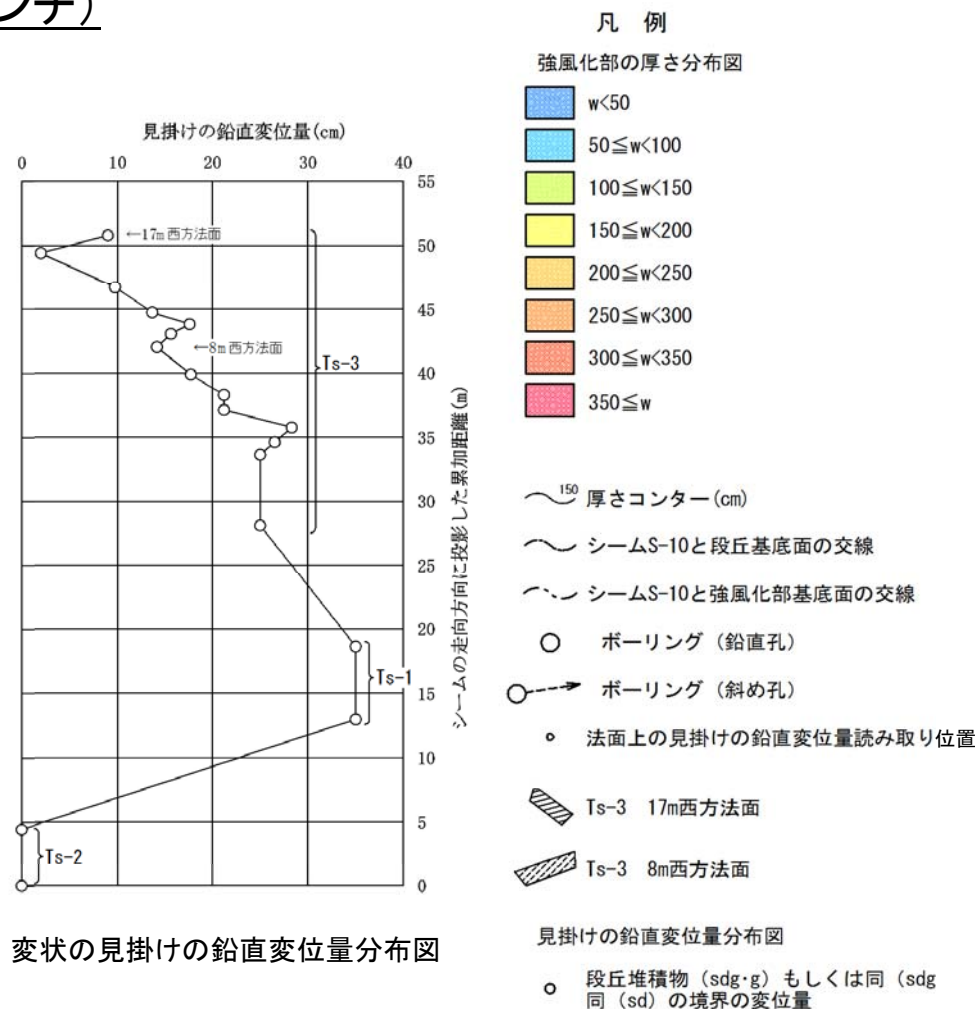 ンチ)
見掛けの鉛直変位量(cm)
0 10 20 30 40
55
50
45
40
35
30
25
20
15
10
5
0
←17m西方法面
←8m西方法面
Ts-3
Ts-1
Ts-2
シームの走向方向に投影した累加距離(m)
変状の見掛けの鉛直変位量分布図
凡 例
強風化部の厚さ分布図
w<50
50≦w<100
100≦w<150
150≦w<200
200≦w<250
250≦w<300
300≦w<350
350≦w
150 厚さコンター(cm)
シームS-10と段丘基底面の交線
シームS-10と強風化部基底面の交線
ボーリング(鉛直孔)
ボーリング(斜め孔)
法面上の見掛けの鉛直変位量読み取り位置
Ts-3 17m西方法面
Ts-3 8m西方法面
見掛けの鉛直変位量分布図
段丘堆積物(sdg・g)もしくは同(sdg
同(sd)の境界の変位量